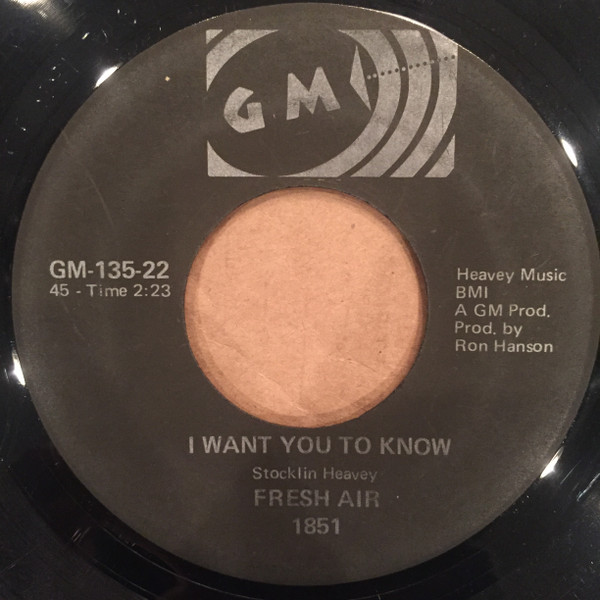 GM
GM-135-22
45 - Time 2:23
Heavey Music
BMI
A GM Prod.
Prod. by
Ron Hanson
I WANT YOU TO KNOW
Stocklin Heavey
FRESH AIR
1851